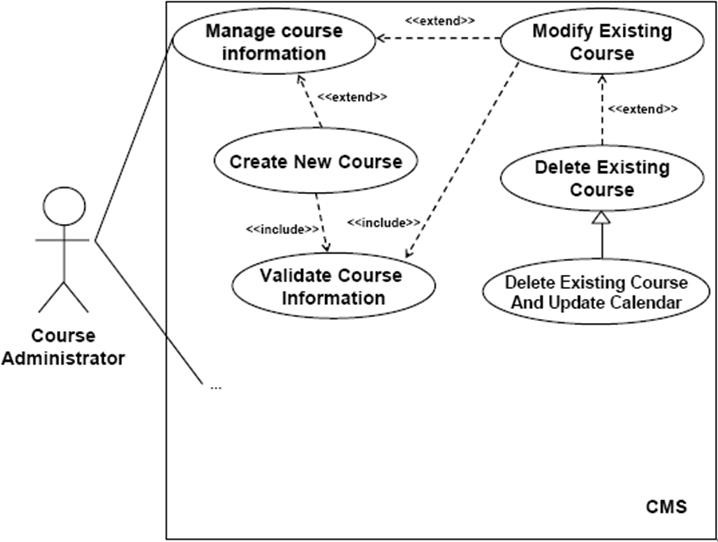 Manage course
information
<<extend>>
Modify Existing
Course
<<extend>>
<<extend>>
Create New Course
Delete Existing
Course
<<include>>
<<include>>
Validate Course
Information
Delete Existing Course
And Update Calendar
Course
Administrator
...
CMS